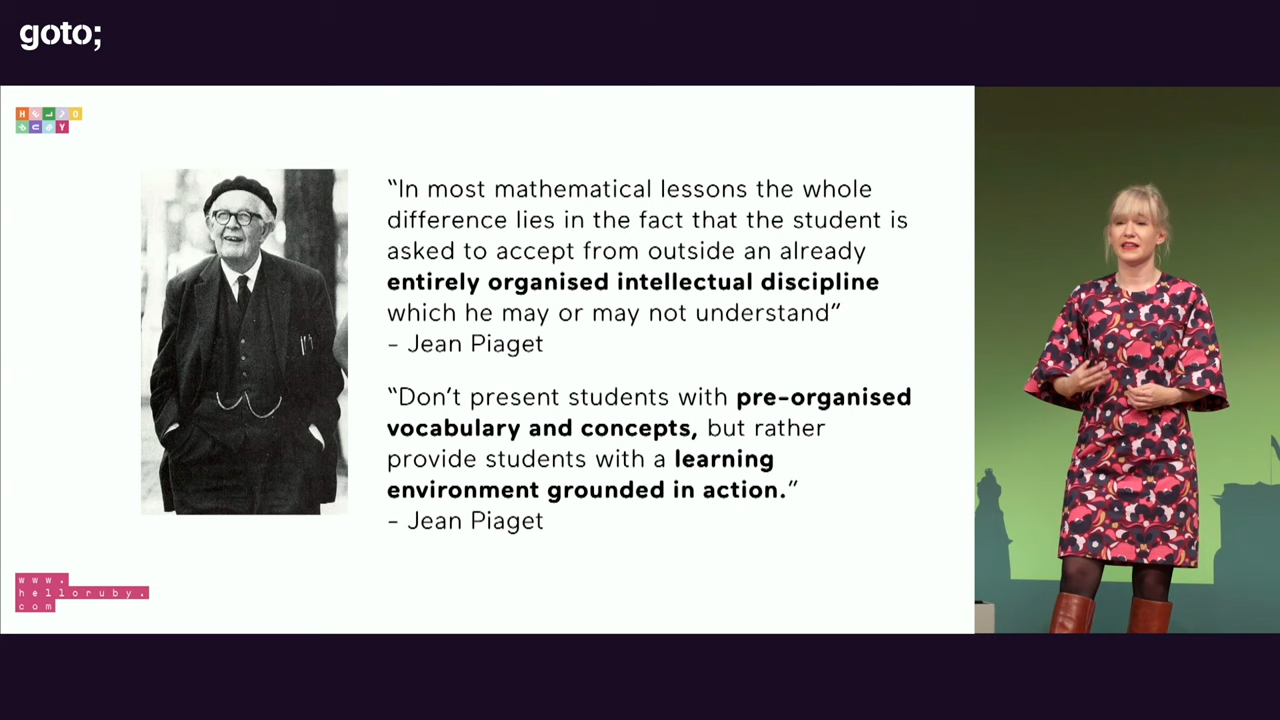 goto;
HELLO
RUBY
“In most mathematical lessons the whole
difference lies in the fact that the student is
asked to accept from outside an already
entirely organised intellectual discipline
which he may or may not understand”
– Jean Piaget
“Don’t present students with pre-organised
vocabulary and concepts, but rather
provide students with a learning
environment grounded in action.”
– Jean Piaget
www.
helloruby.
com